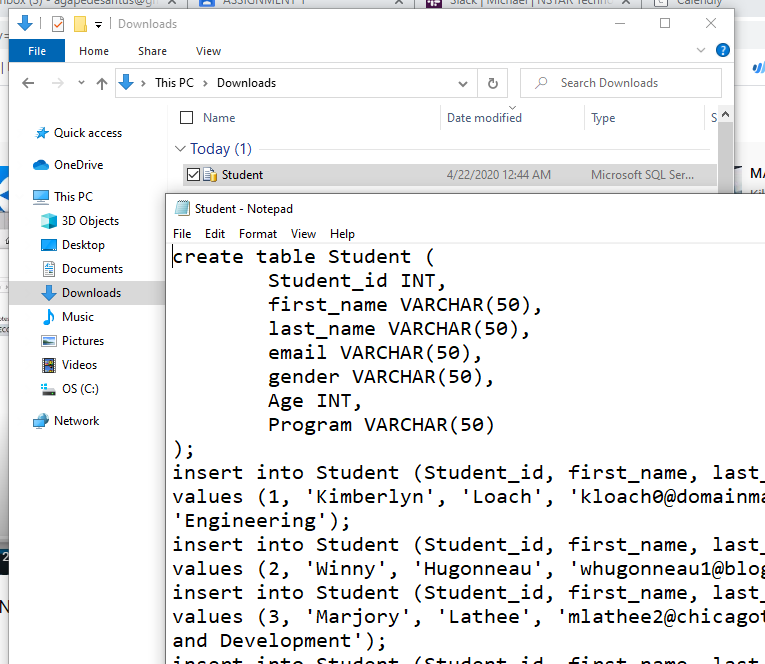 ASSIGNMENT 1
Slack | Michael | NSTAR Techno
Calendly
Downloads
File Home Share View
This PC Downloads
Search Downloads
Name Date modified Type S
Today (1)
Student 4/22/2020 12:44 AM Microsoft SQL Ser...
Quick access
OneDrive
This PC
3D Objects
Desktop
Documents
Downloads
Music
Pictures
Videos
OS (C:)
Network
Student - Notepad
File Edit Format View Help
create table Student (
Student_id INT,
first_name VARCHAR(50),
last_name VARCHAR(50),
email VARCHAR(50),
gender VARCHAR(50),
Age INT,
Program VARCHAR(50)
);
insert into Student (Student_id, first_name, last_
values (1, 'Kimberlyn', 'Loach', 'kloach0@domainma
'Engineering');
insert into Student (Student_id, first_name, last_
values (2, 'Winny', 'Hugonneau', 'whugonneau1@blog
insert into Student (Student_id, first_name, last_
values (3, 'Marjory', 'Lathee', 'mlathee2@chicagot
and Development');
insert into Student (Student_id, first_name, last_